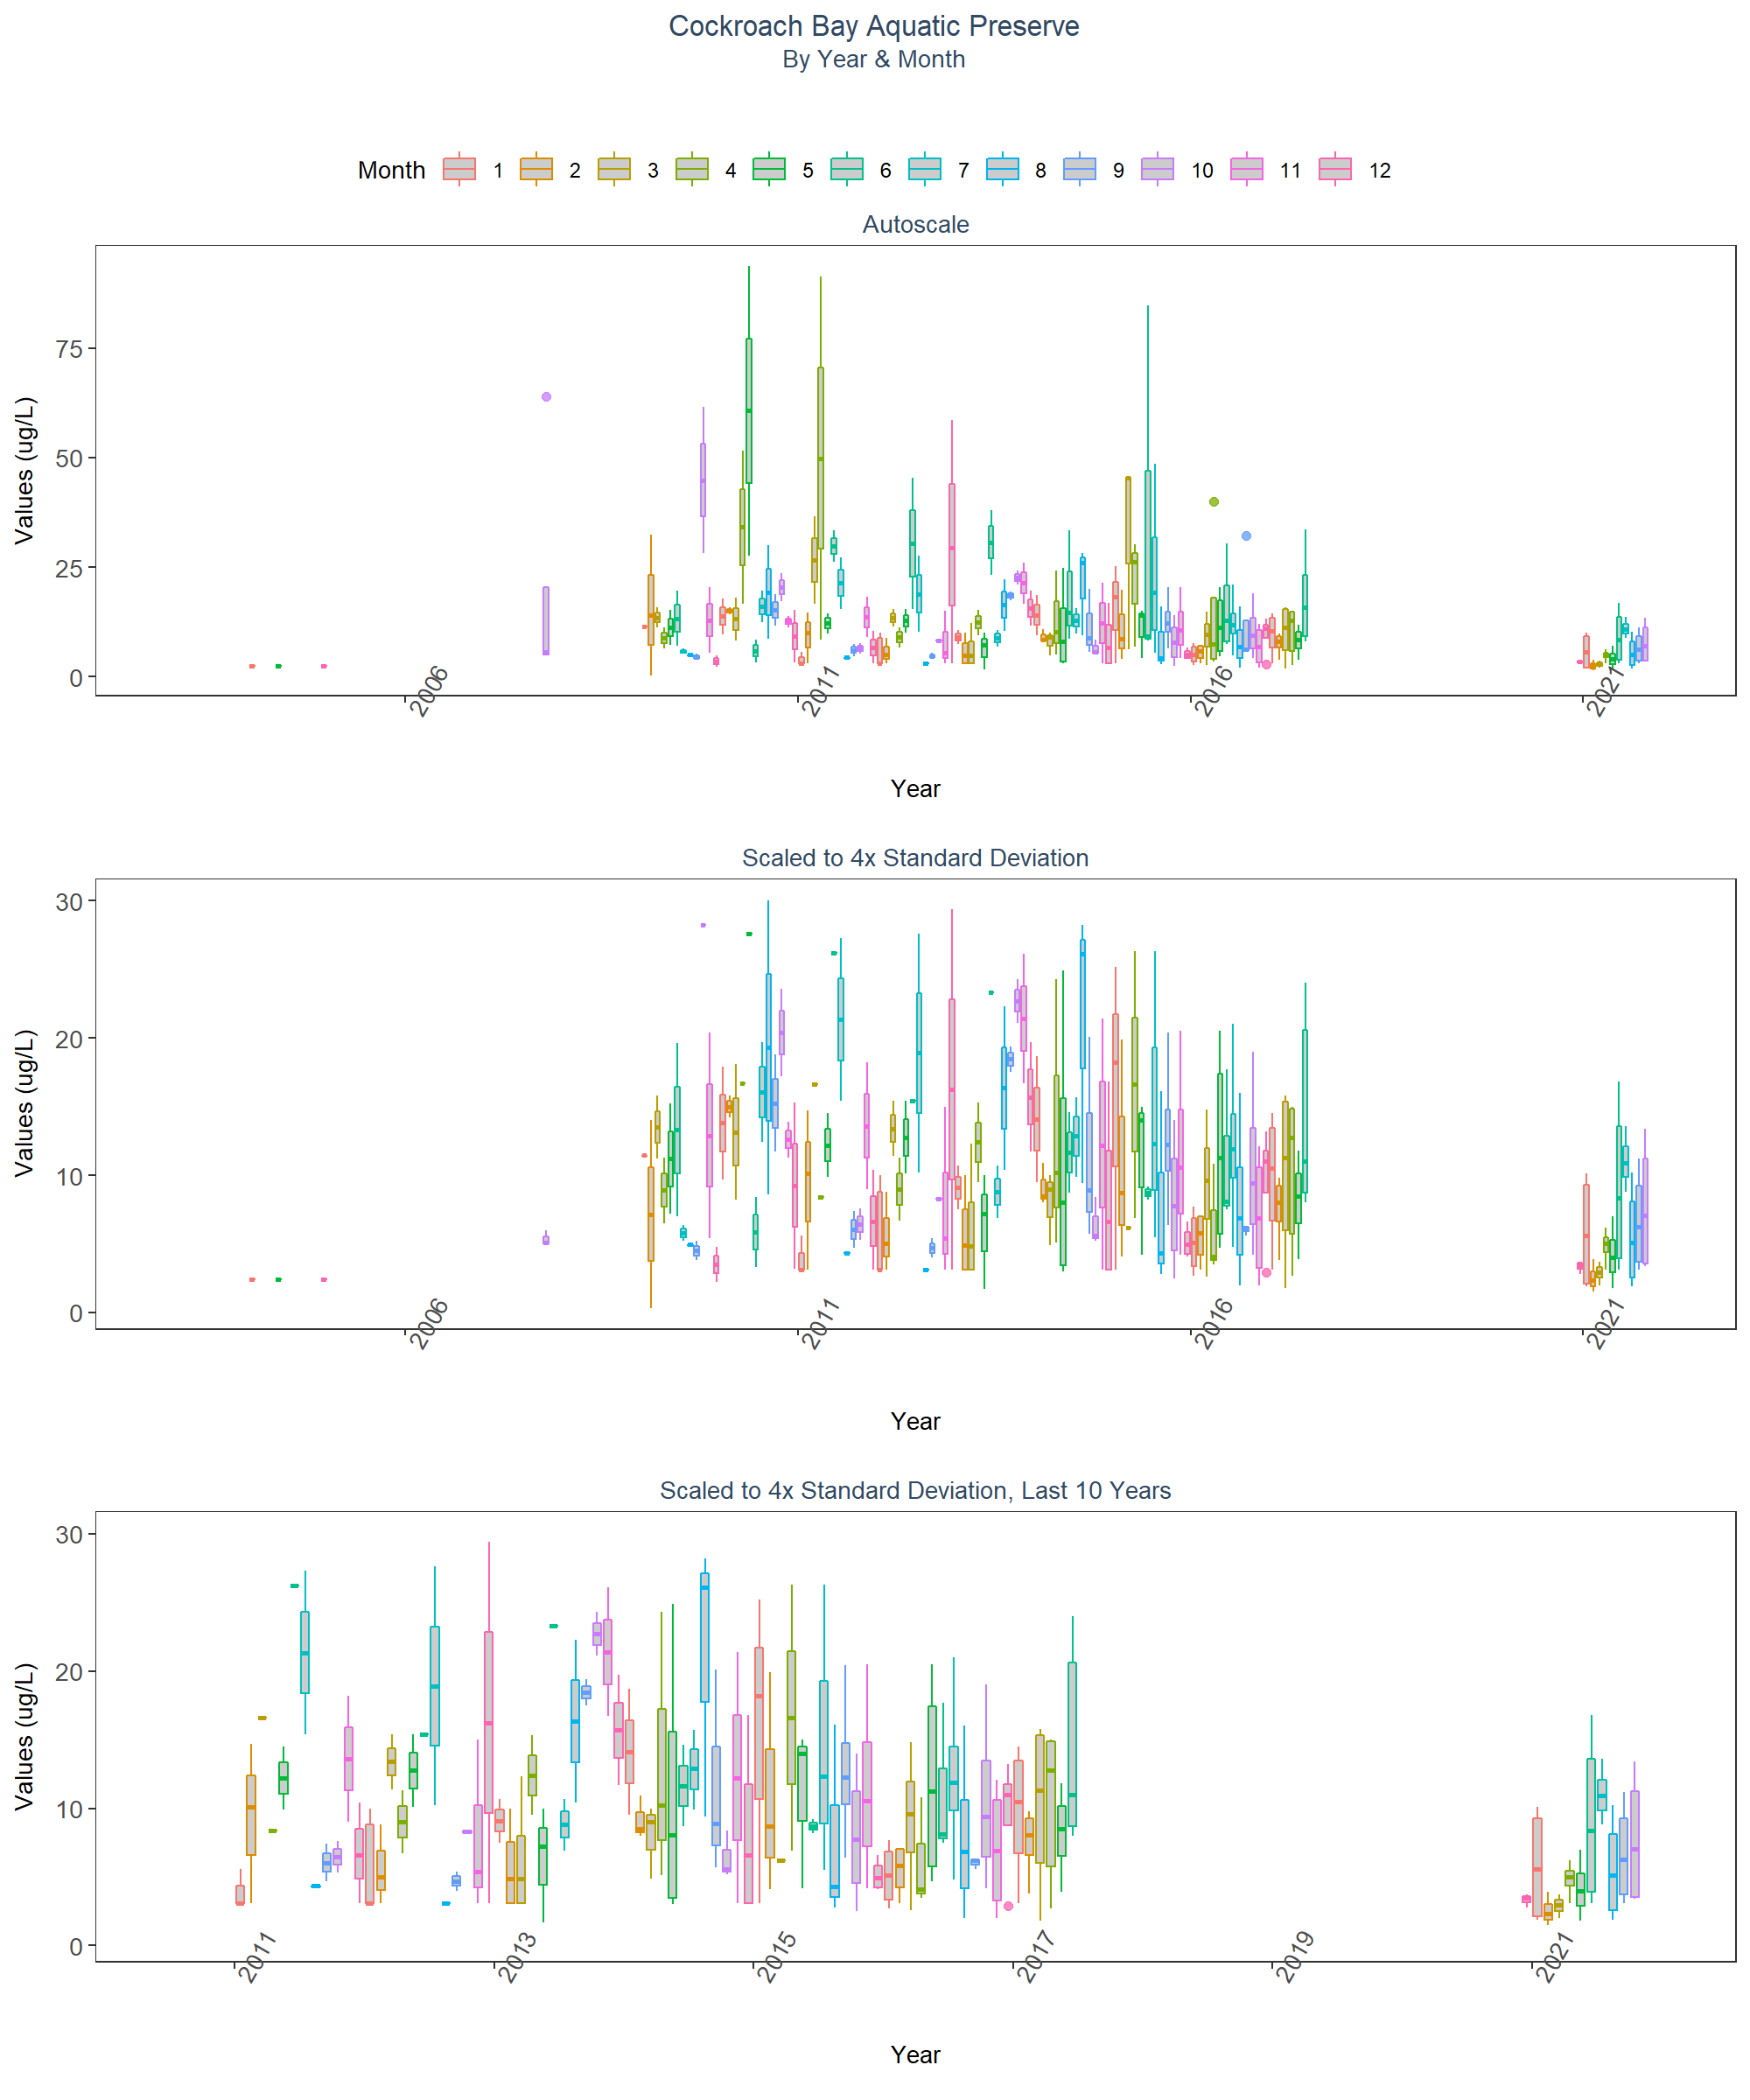 Cockroach Bay Aquatic Preserve
By Year & Month
Month 1 2 3 4 5 6 7 8 9 10 11 12
Autoscale
Values (ug/L)
75
50
25
0
2006 2011 2016 2021
Year
Scaled to 4x Standard Deviation
Values (ug/L)
30
20
10
0
2006 2011 2016 2021
Year
Scaled to 4x Standard Deviation, Last 10 Years
Values (ug/L)
30
20
10
0
2011 2013 2015 2017 2019 2021
Year